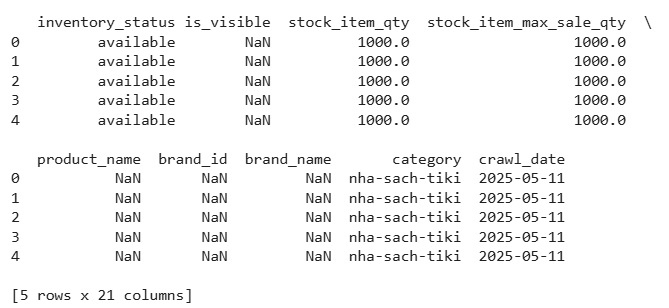 inventory_status is_visible stock_item_qty stock_item_max_sale_qty \
0 available NaN 1000.0 1000.0
1 available NaN 1000.0 1000.0
2 available NaN 1000.0 1000.0
3 available NaN 1000.0 1000.0
4 available NaN 1000.0 1000.0
product_name brand_id brand_name category crawl_date
0 NaN NaN NaN nha-sach-tiki 2025-05-11
1 NaN NaN NaN nha-sach-tiki 2025-05-11
2 NaN NaN NaN nha-sach-tiki 2025-05-11
3 NaN NaN NaN nha-sach-tiki 2025-05-11
4 NaN NaN NaN nha-sach-tiki 2025-05-11
[5 rows x 21 columns]